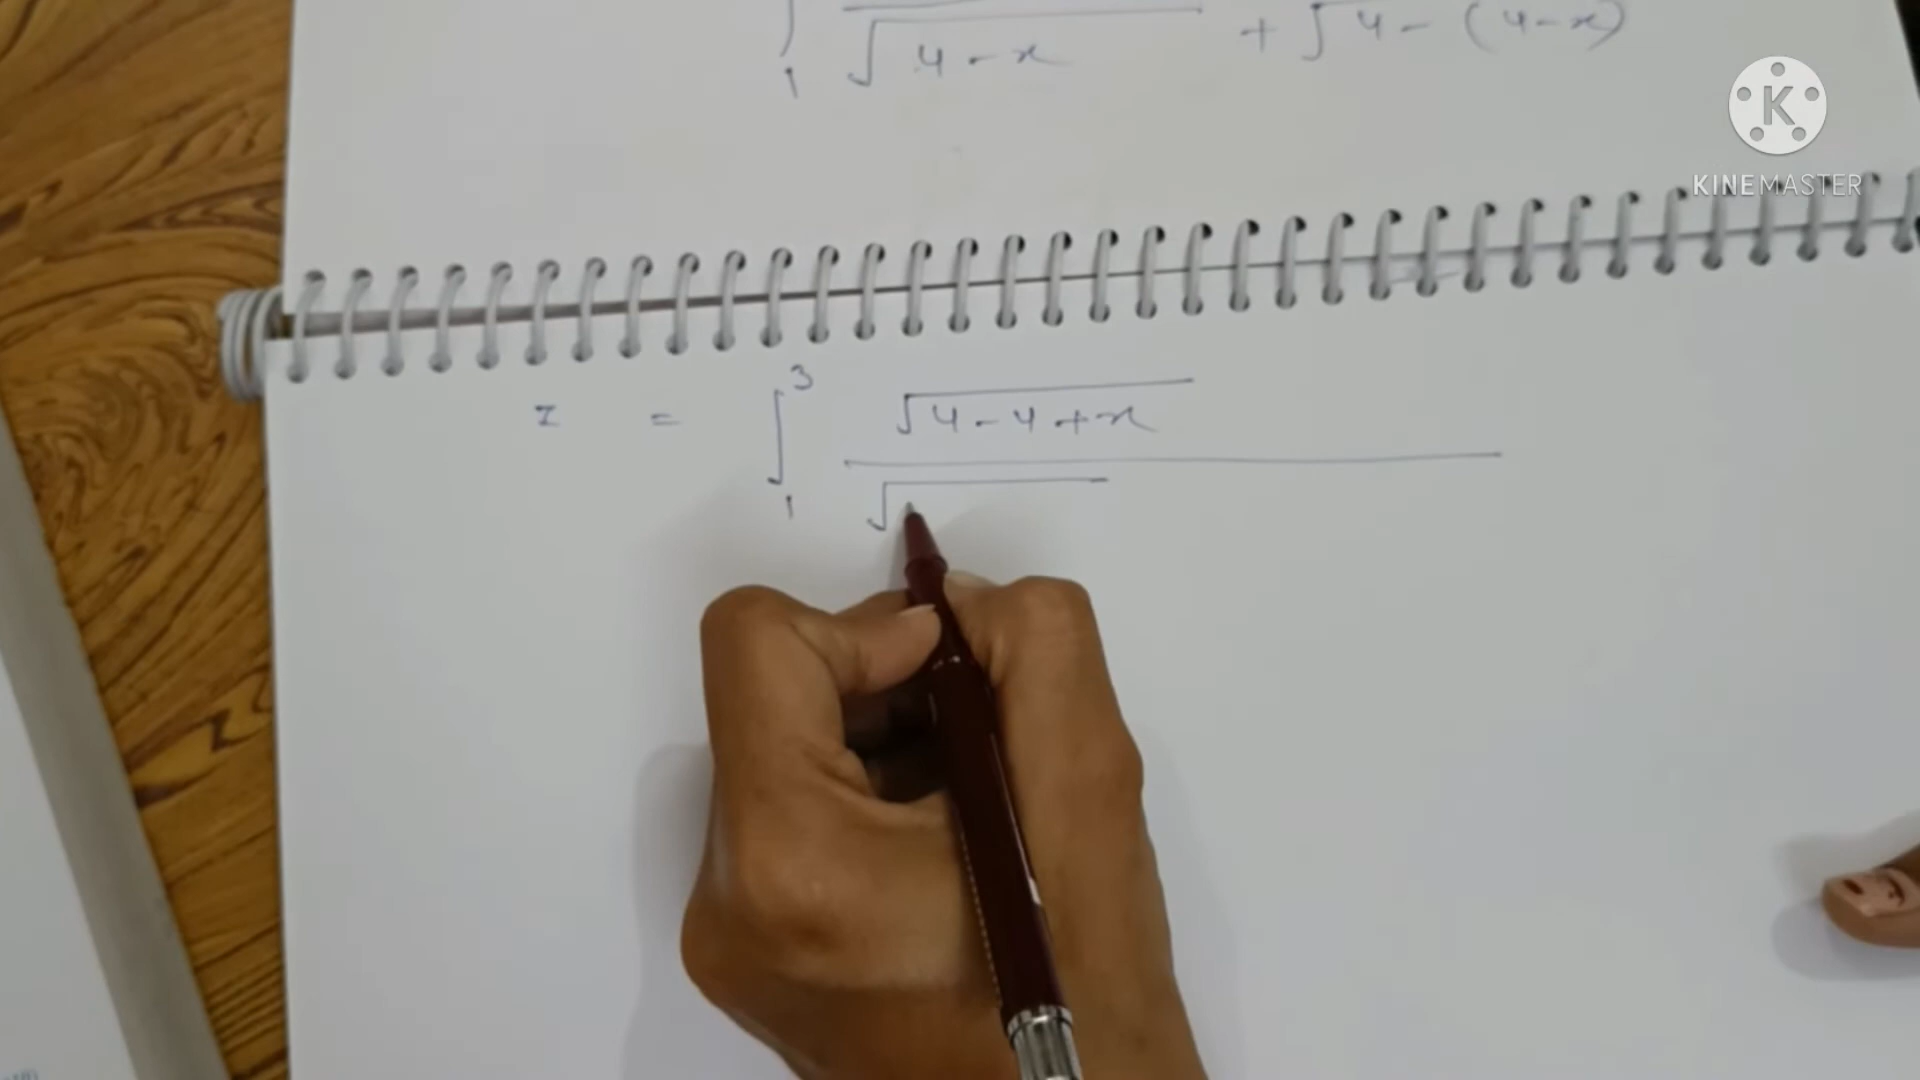 ∫ √4-x + √4-(4-x)
1
KINEMASTER
I = ∫ 3 √4-4+x
1 √